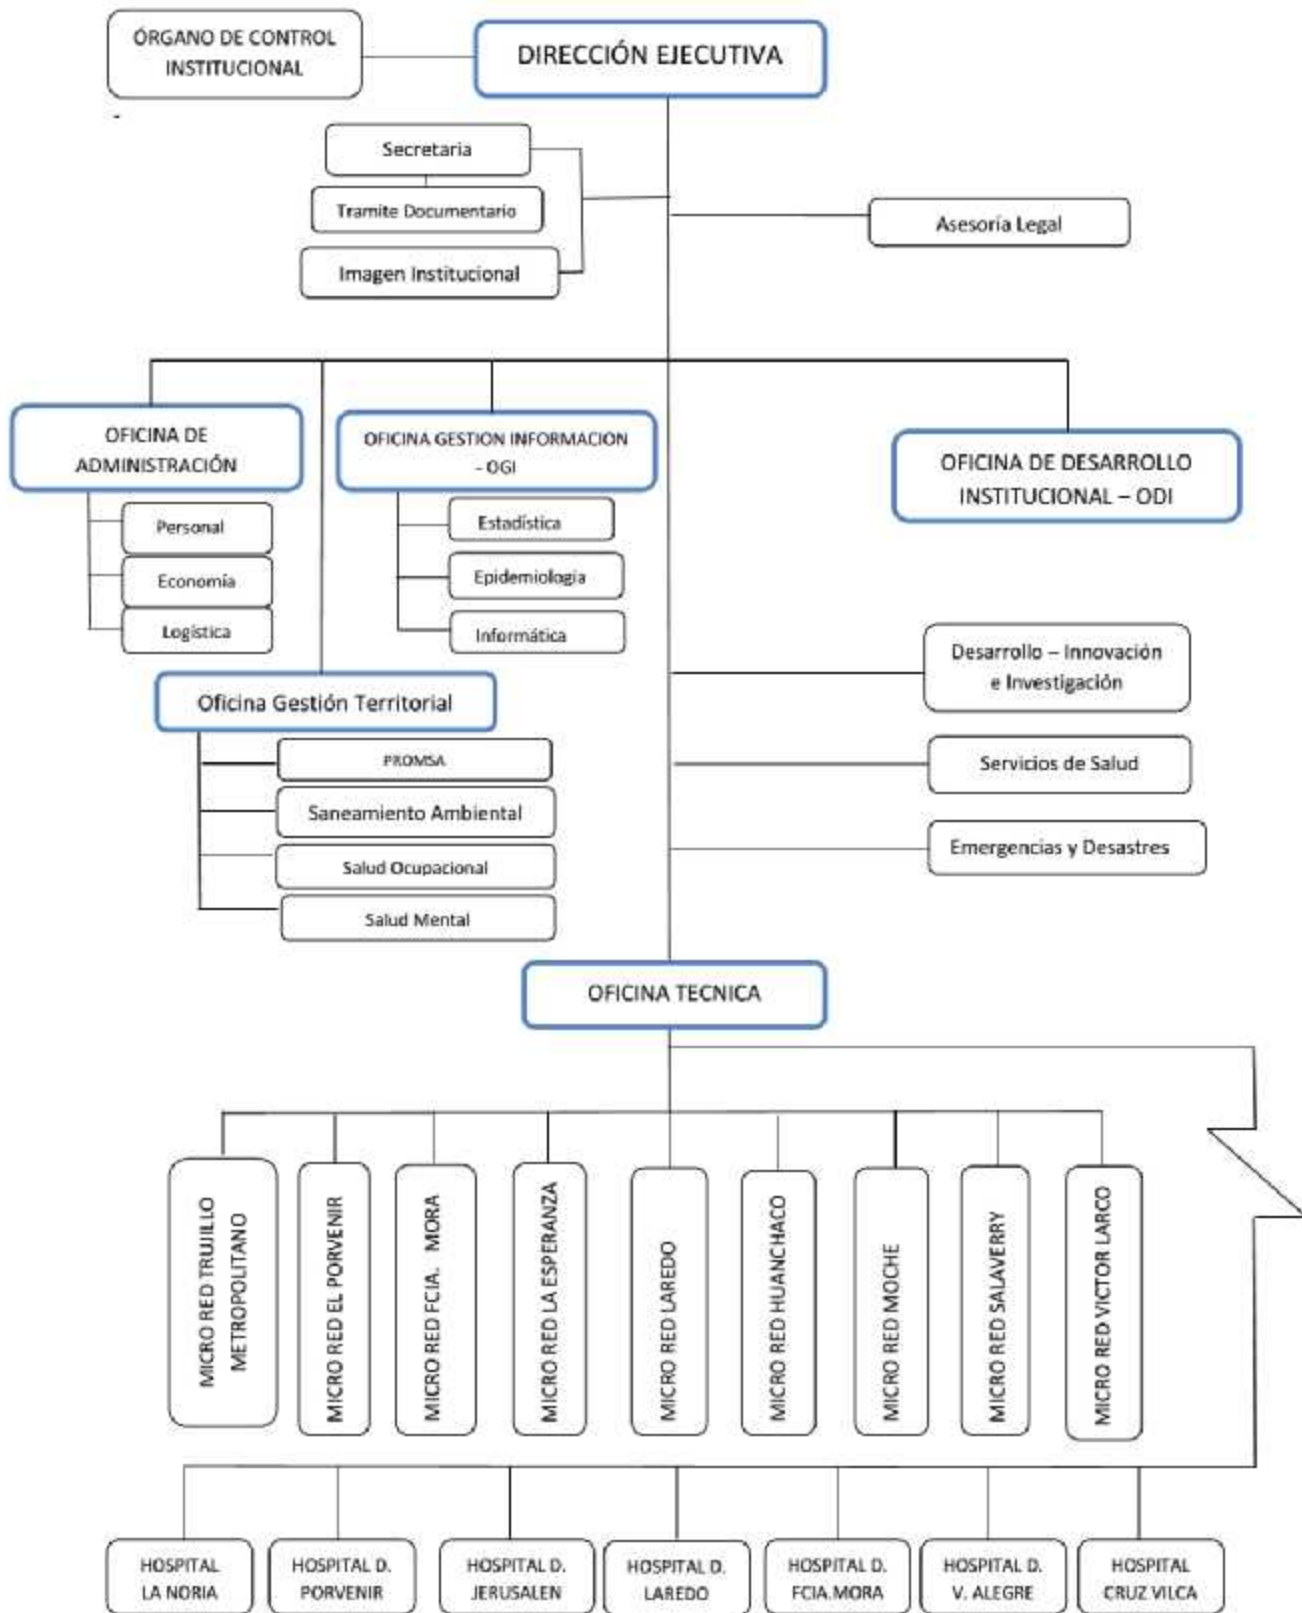 ÓRGANO DE CONTROL
INSTITUCIONAL
DIRECCIÓN EJECUTIVA
Secretaria
Tramite Documentario
Imagen Institucional
Asesoría Legal
OFICINA DE
ADMINISTRACIÓN
Personal
Economía
Logística
OFICINA GESTION INFORMACION
- OGI
Estadística
Epidemiologia
Informática
OFICINA DE DESARROLLO
INSTITUCIONAL – ODI
Oficina Gestión Territorial
PROMSA
Saneamiento Ambiental
Salud Ocupacional
Salud Mental
Desarrollo – Innovación
e Investigación
Servicios de Salud
Emergencias y Desastres
OFICINA TECNICA
MICRO RED TRUJILLO
METROPOLITANO
MICRO RED EL PORVENIR
MICRO RED FCIA. MORA
MICRO RED LA ESPERANZA
MICRO RED LAREDO
MICRO RED HUANCHACO
MICRO RED MOCHE
MICRO RED SALAVERRY
MICRO RED VICTOR LARCO
HOSPITAL
LA NORIA
HOSPITAL D.
PORVENIR
HOSPITAL D.
JERUSALEN
HOSPITAL D.
LAREDO
HOSPITAL D.
FCIA.MORA
HOSPITAL D.
V. ALEGRE
HOSPITAL
CRUZ VILCA